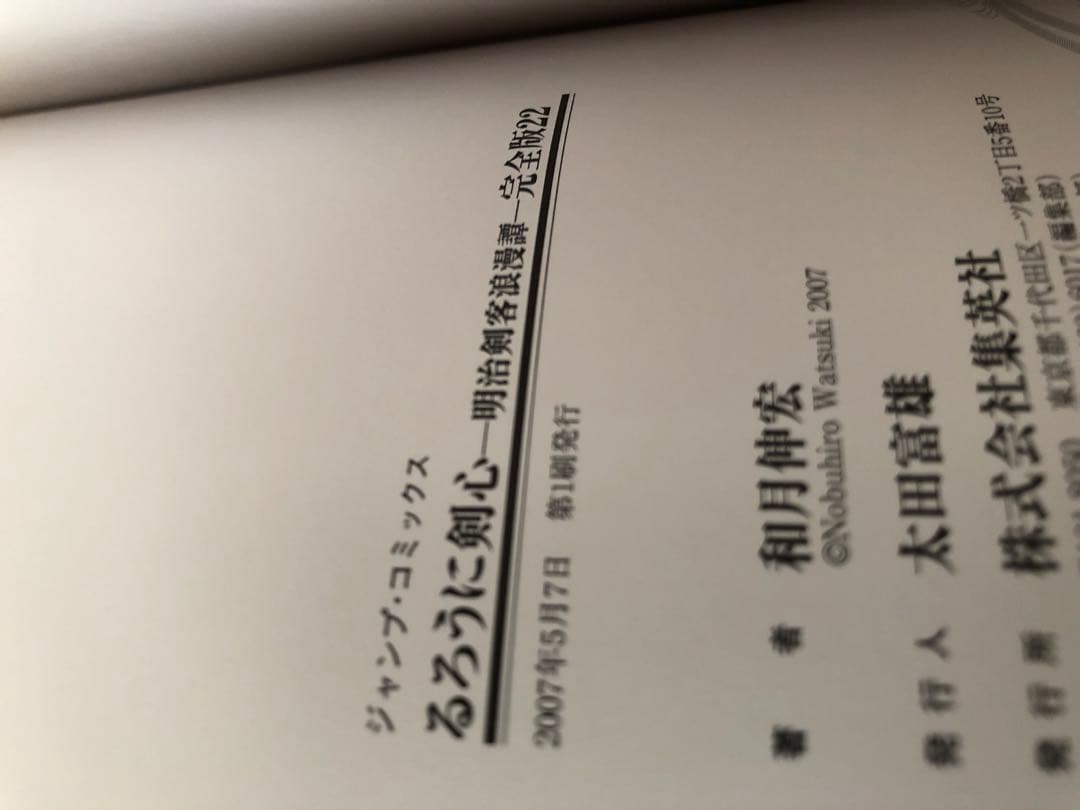 ジャンプ・コミックス
るろうに剣心―明治剣客浪漫譚―完全版22
2007年5月7日 第1刷発行
著 者 和月伸宏
©Nobuhiro Watsuki 2007
発 行 人 太田富雄
発 行 所 株式会社集英社
東京都千代田区一ツ橋2丁目5番10号
6017(編集部)